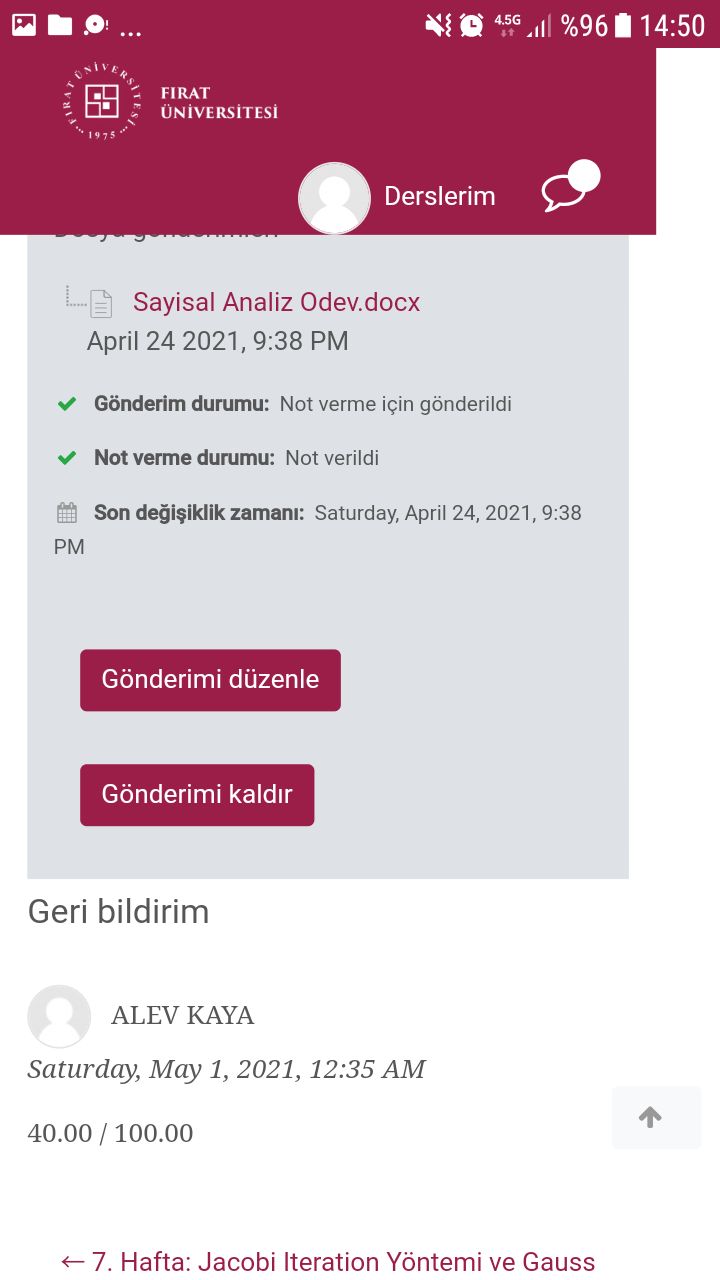 4.5G %96 14:50
FIRAT ÜNİVERSİTESİ
1975
FIRAT
ÜNİVERSİTESİ
Derslerim
Dosya gönderimleri
Sayisal Analiz Odev.docx
April 24 2021, 9:38 PM
Gönderim durumu: Not verme için gönderildi
Not verme durumu: Not verildi
Son değişiklik zamanı: Saturday, April 24, 2021, 9:38
PM
Gönderimi düzenle
Gönderimi kaldır
Geri bildirim
ALEV KAYA
Saturday, May 1, 2021, 12:35 AM
40.00 / 100.00
← 7. Hafta: Jacobi Iteration Yöntemi ve Gauss